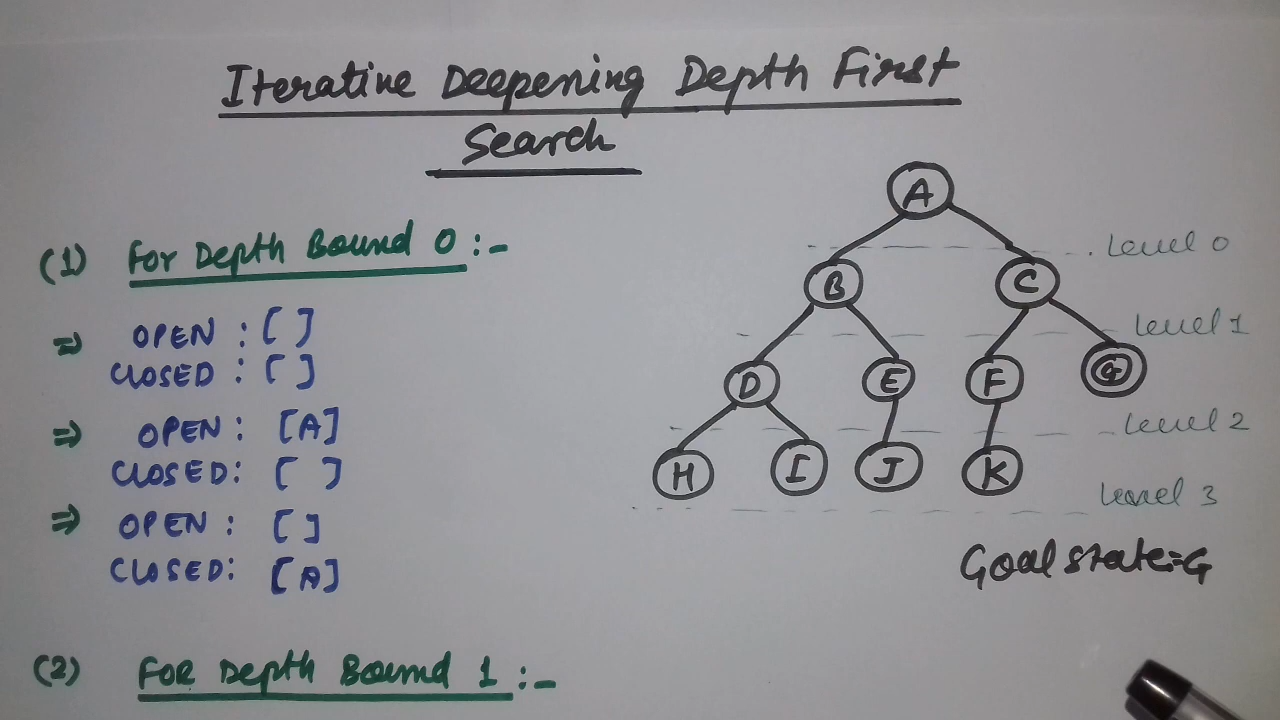 Iterative Deepening Depth First
Search
(1) For Depth Bound 0 :-
⇒ OPEN : [ ]
CLOSED : [ ]
⇒ OPEN : [A]
CLOSED: [ ]
⇒ OPEN : [ ]
CLOSED: [A]
(2) FOR Depth Bound 1 :-
A
Level 0
B C
Level 1
D E F G
Level 2
H I J K
Level 3
Goal state=G